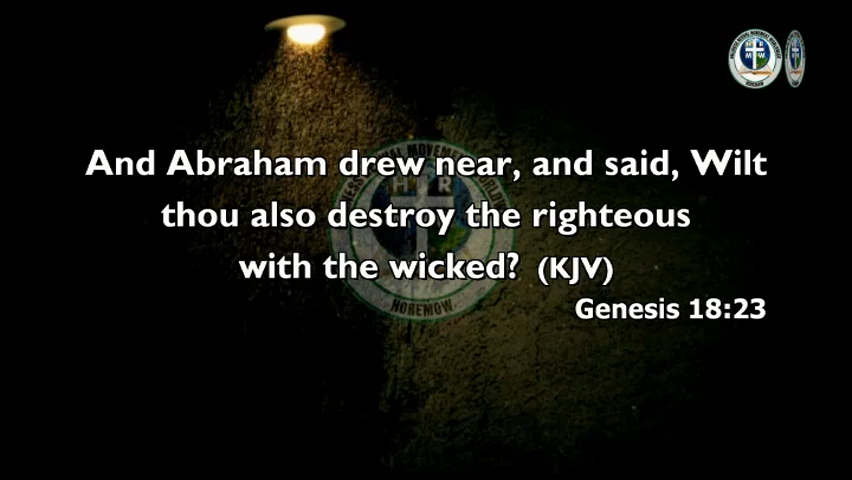 And Abraham drew near, and said, Wilt
thou also destroy the righteous
with the wicked? (KJV)
Genesis 18:23
HOREMOW